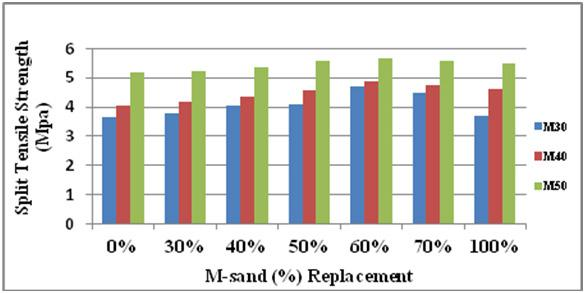 Split Tensile Strength
(Mpa)
6
5
4
3
2
1
0
0% 30% 40% 50% 60% 70% 100%
M-sand (%) Replacement
M30
M40
M50